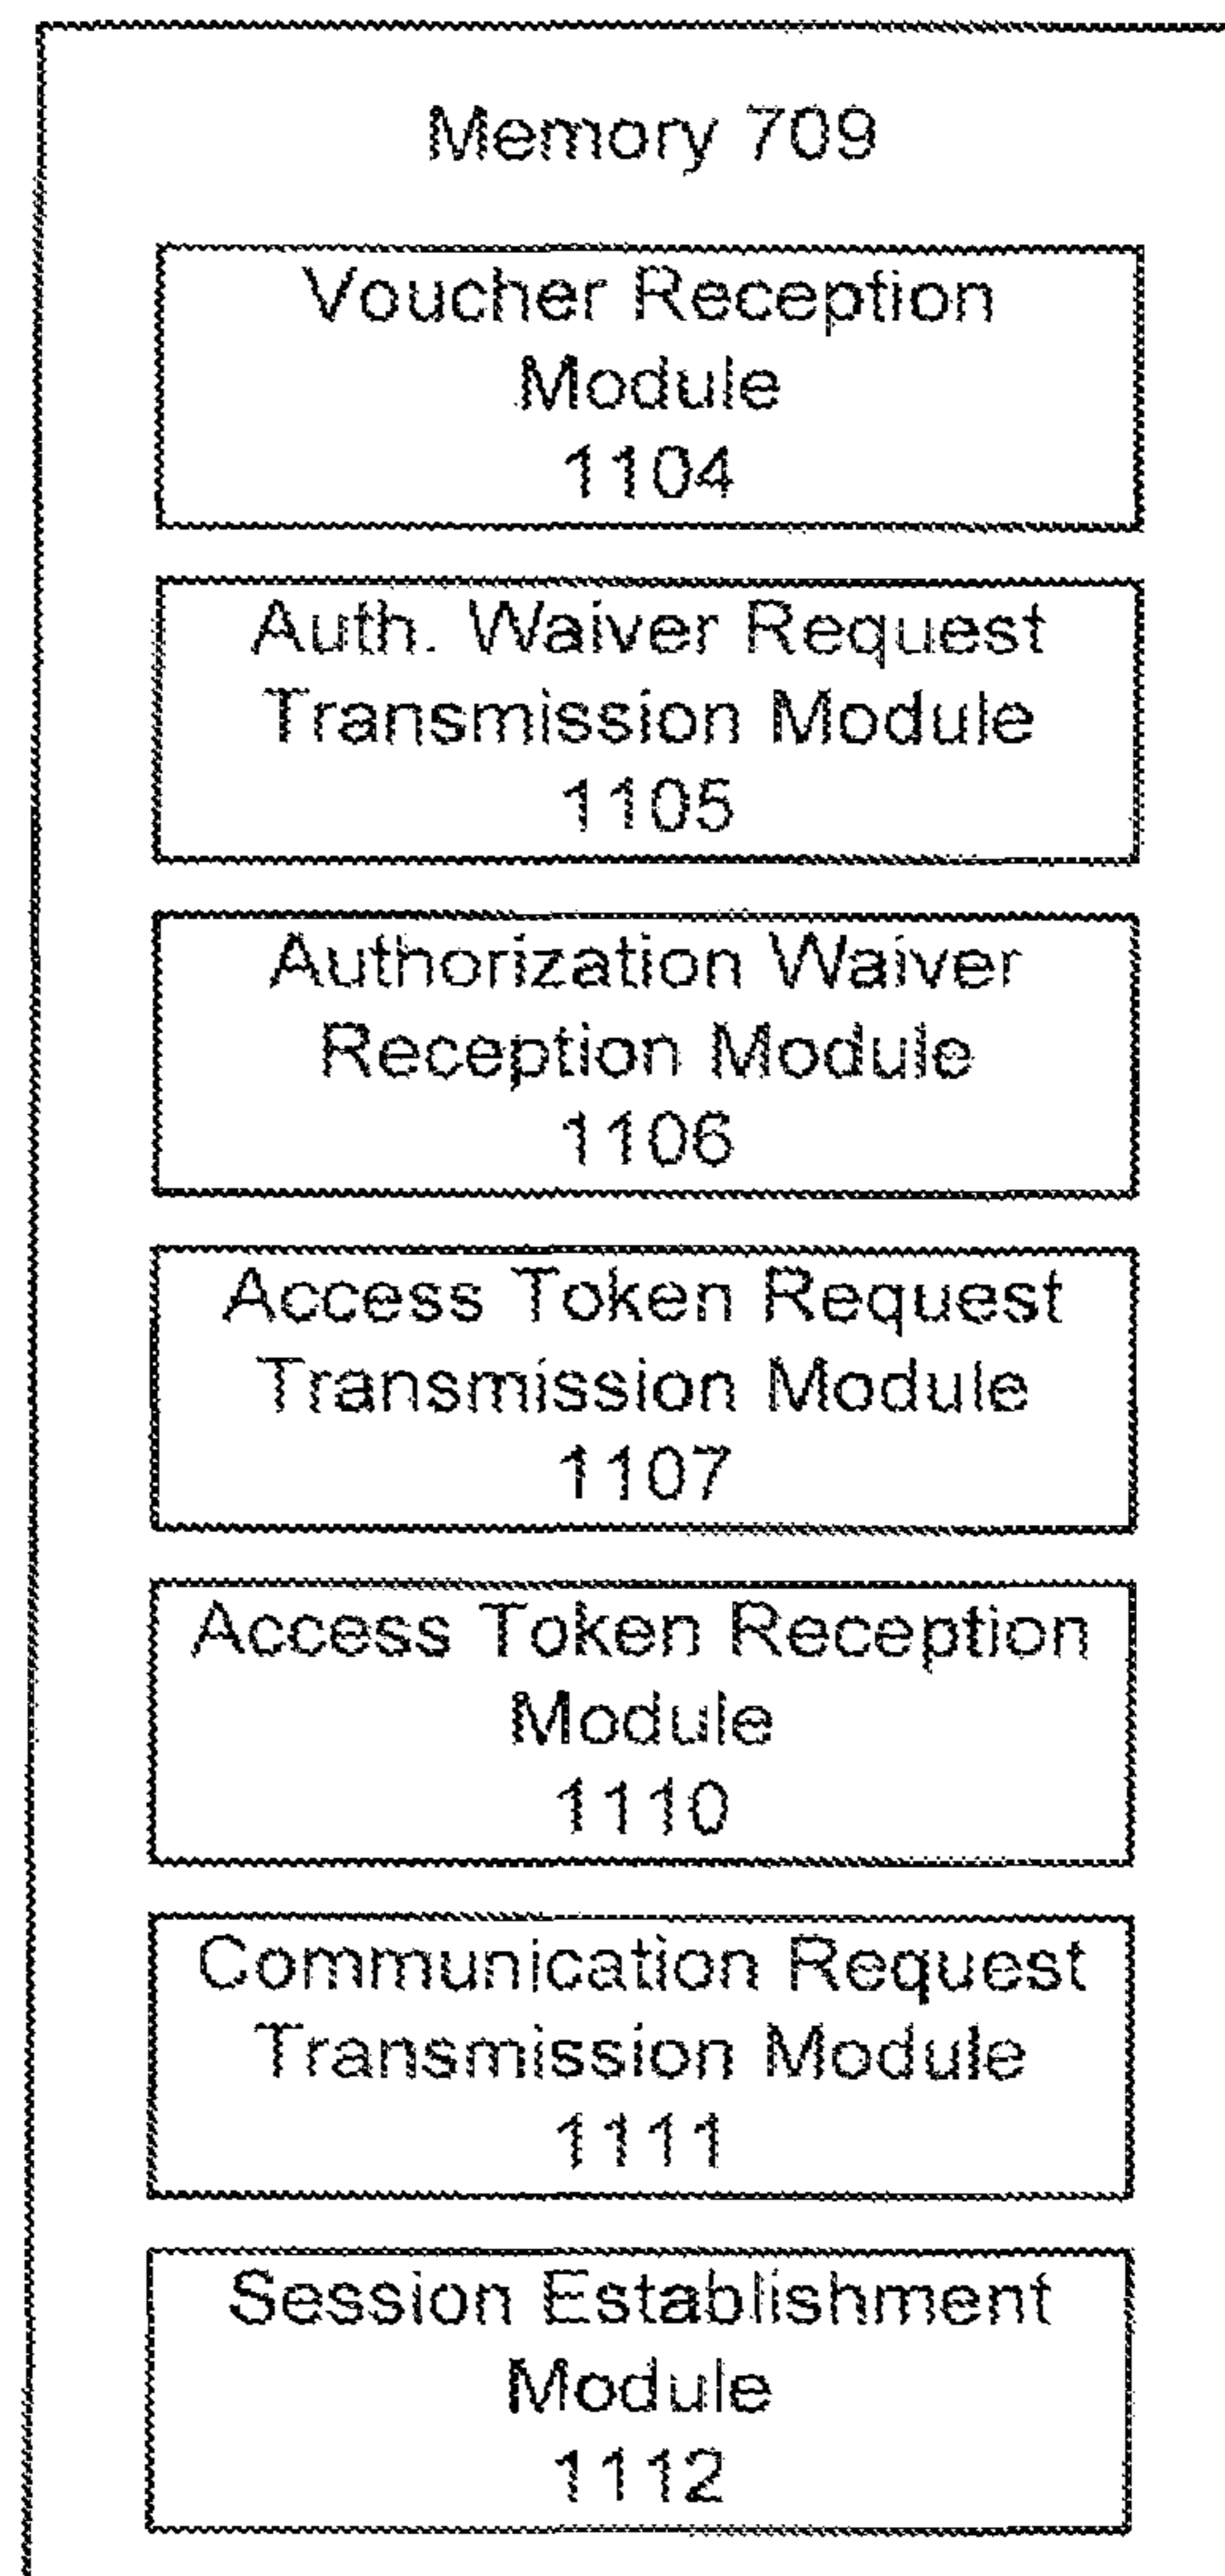 Memory 709
Voucher Reception
Module
1104
Auth. Waiver Request
Transmission Module
1105
Authorization Waiver
Reception Module
1106
Access Token Request
Transmission Module
1107
Access Token Reception
Module
1110
Communication Request
Transmission Module
1111
Session Establishment
Module
1112